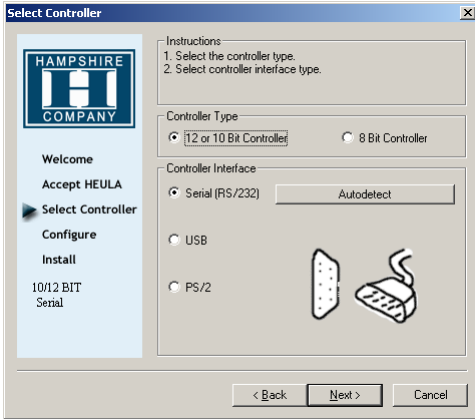 Select Controller
HAMPSHIRE
H
COMPANY
Welcome
Accept HEULA
Select Controller
Configure
Install
10/12 BIT
Serial
Instructions
1. Select the controller type.
2. Select controller interface type.
Controller Type
12 or 10 Bit Controller
8 Bit Controller
Controller Interface
Serial (RS/232)
Autodetect
USB
PS/2
< Back
Next >
Cancel